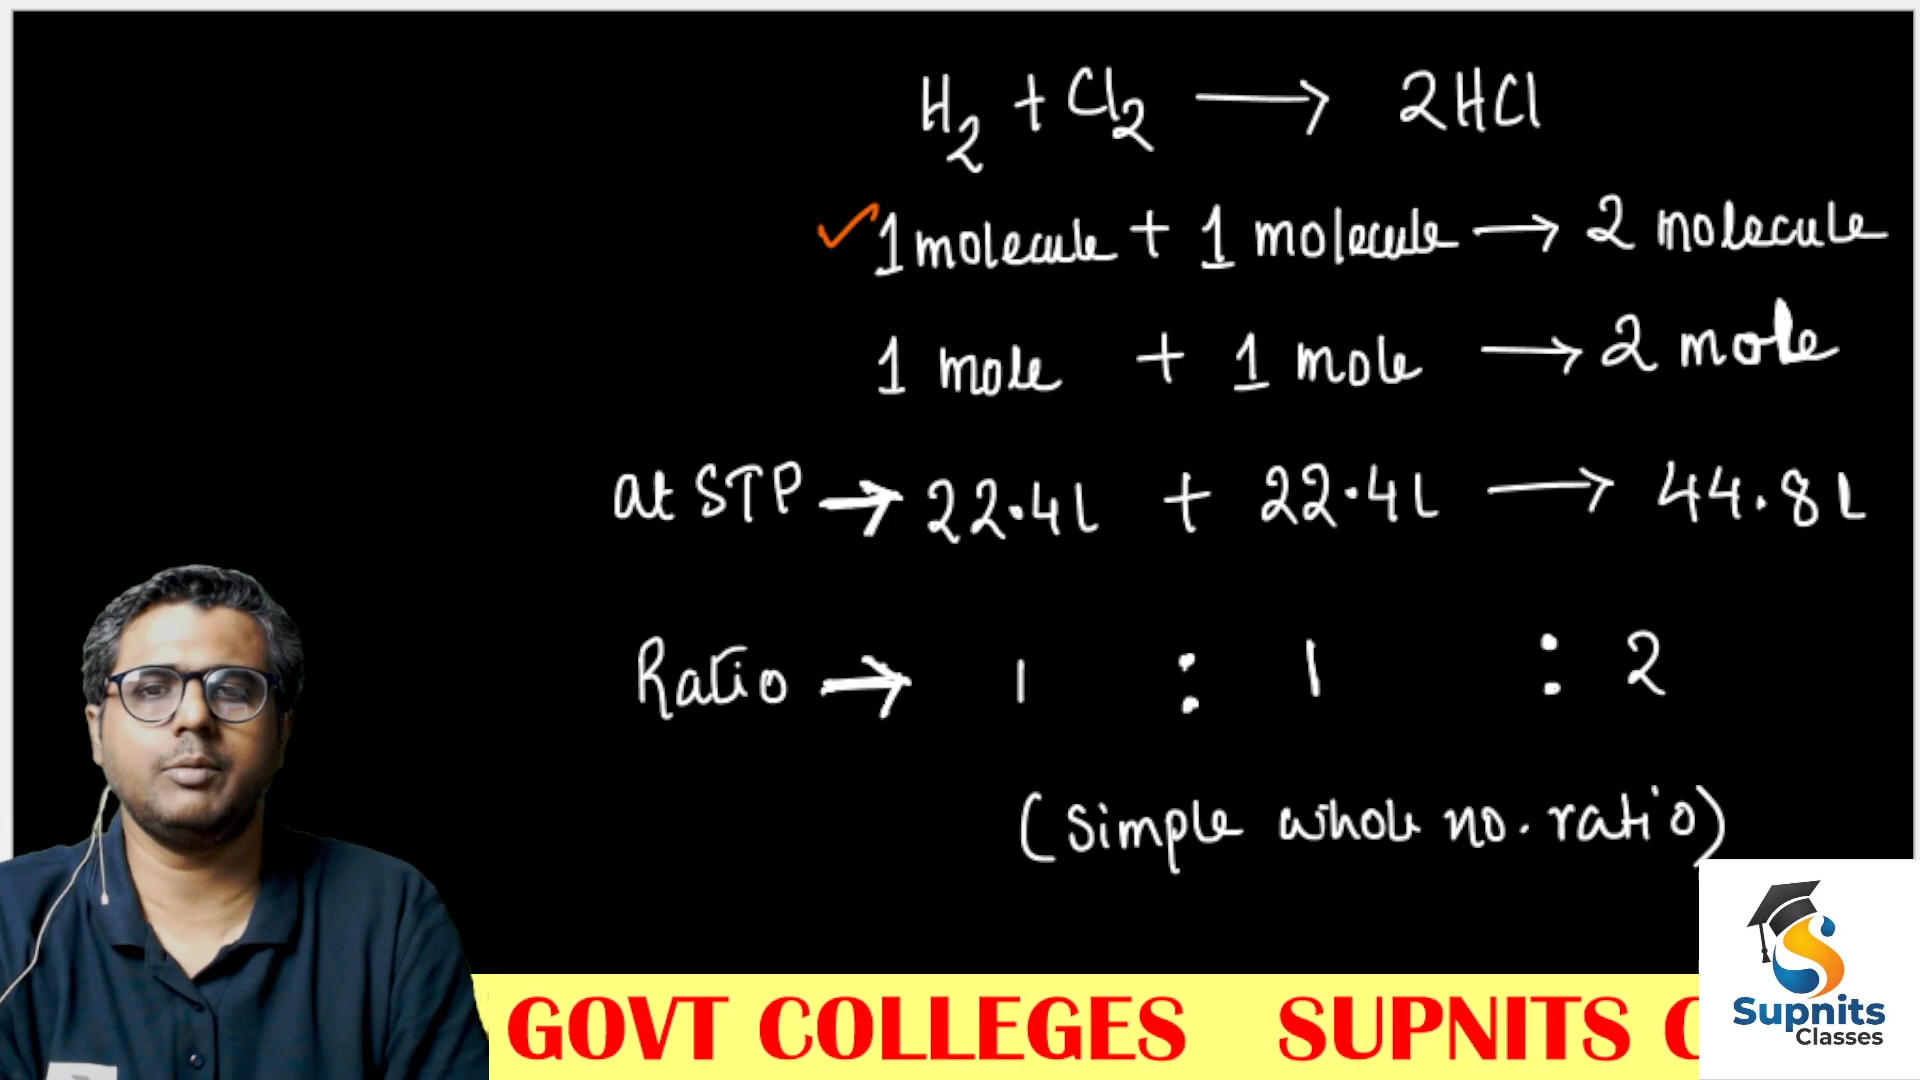 H₂ + Cl₂ → 2HCl
✓ 1 molecule + 1 molecule → 2 molecule
1 mole + 1 mole → 2 mole
at STP → 22.4L + 22.4L → 44.8L
Ratio → 1 : 1 : 2
(simple whole no. ratio)
GOVT COLLEGES SUPNITS C
Supnits
Classes